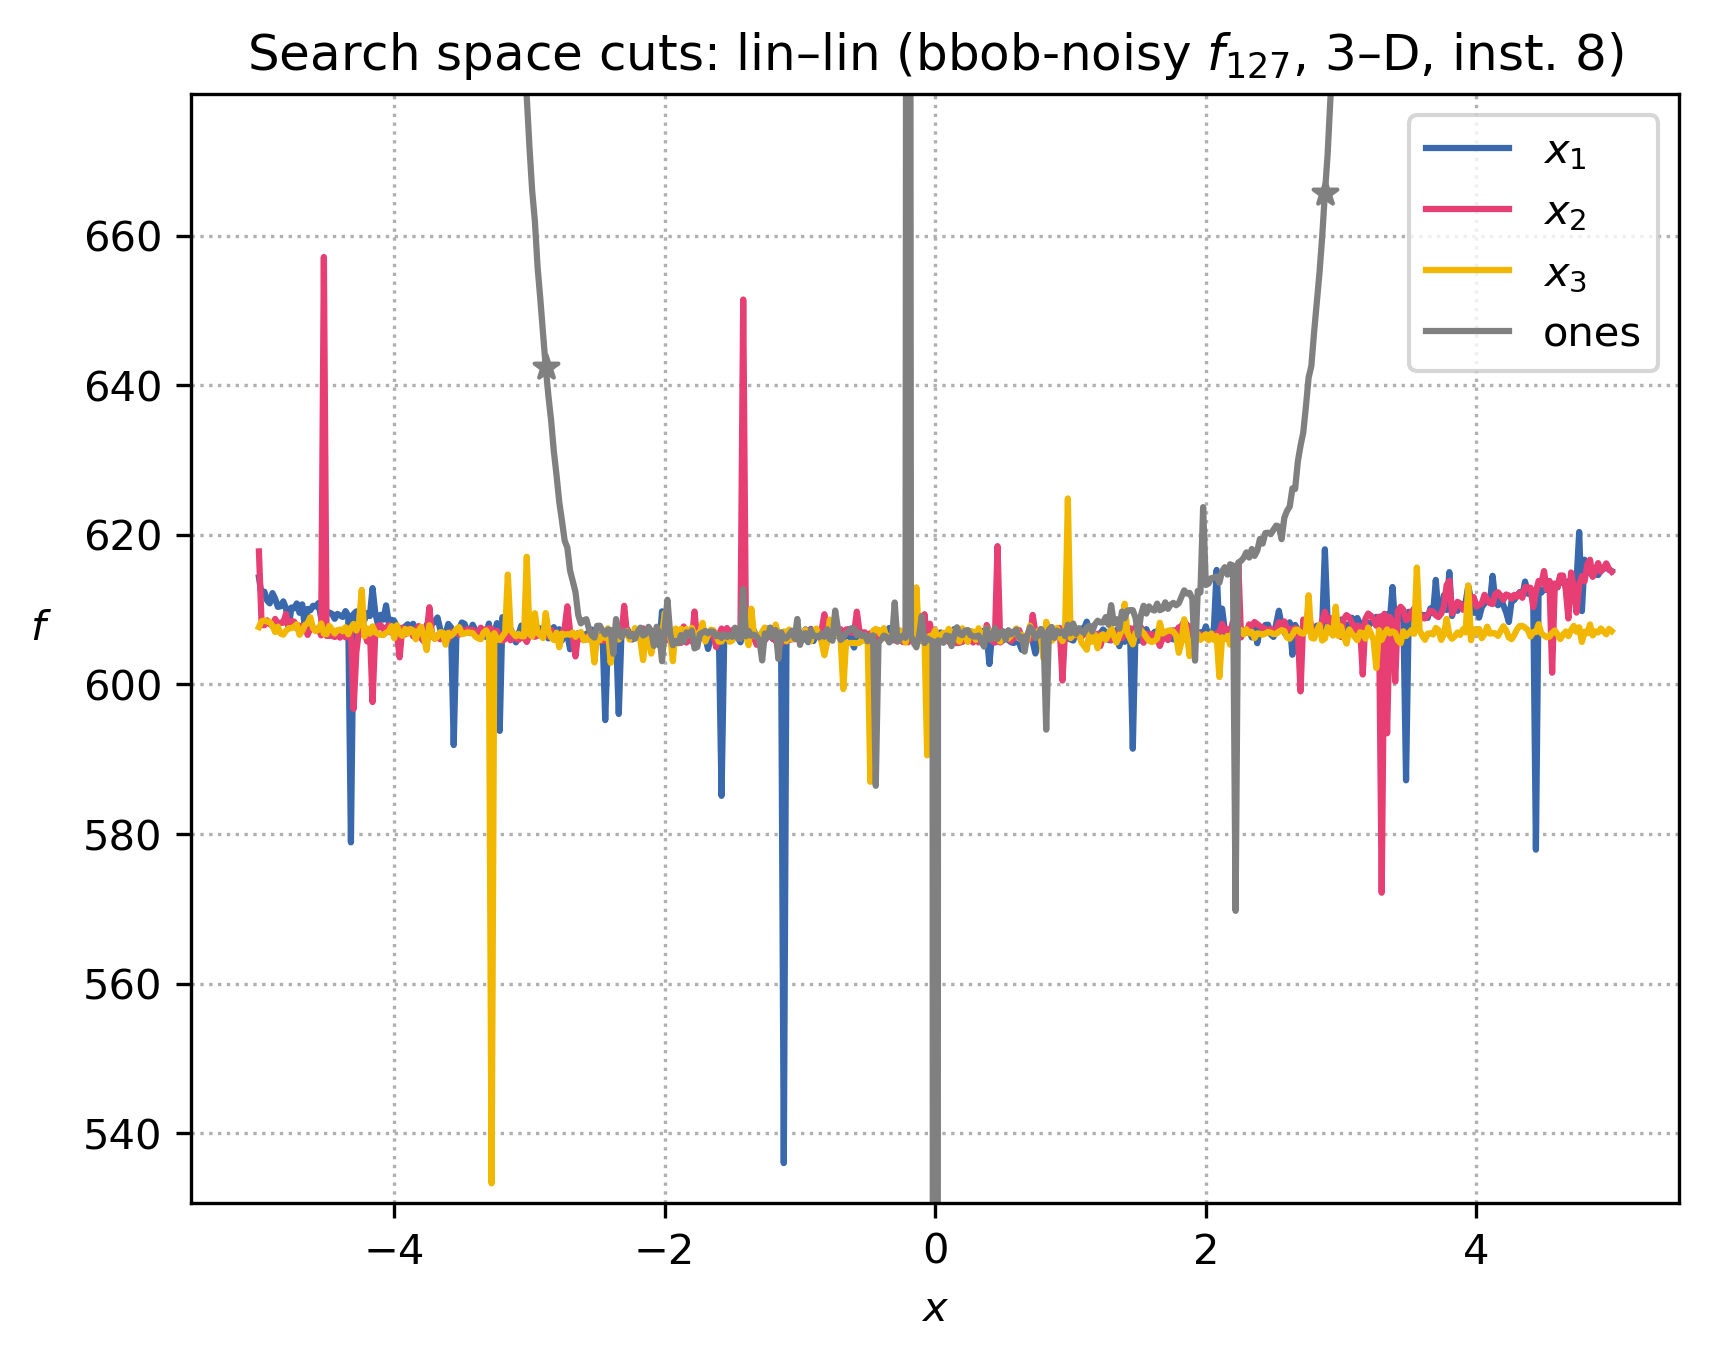 Search space cuts: lin–lin (bbob-noisy f₁₂₇, 3–D, inst. 8)
x₁
x₂
x₃
ones
660
640
620
600
580
560
540
f
−4
−2
0
2
4
x